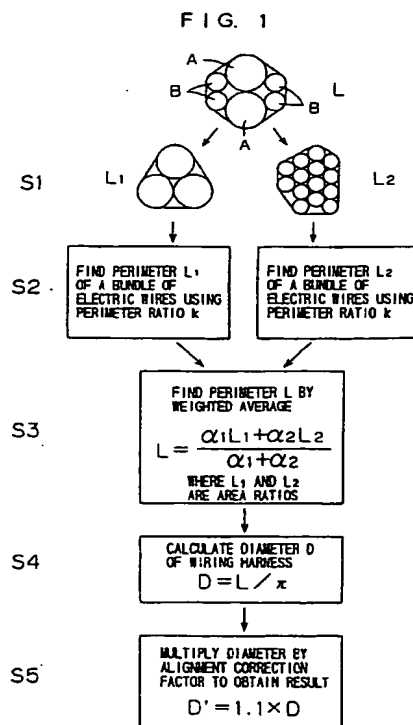 FIG. 1
A
B
L
B
A
S1
L1
L2
S2
FIND PERIMETER L1
OF A BUNDLE OF
ELECTRIC WIRES USING
PERIMETER RATIO k
FIND PERIMETER L2
OF A BUNDLE OF
ELECTRIC WIRES USING
PERIMETER RATIO k
S3
FIND PERIMETER L BY
WEIGHTED AVERAGE
L = α1L1+α2L2 / α1+α2
WHERE L1 AND L2
ARE AREA RATIOS
S4
CALCULATE DIAMETER D
OF WIRING HARNESS
D=L/π
S5
MULTIPLY DIAMETER BY
ALIGNMENT CORRECTION
FACTOR TO OBTAIN RESULT
D'=1.1×D